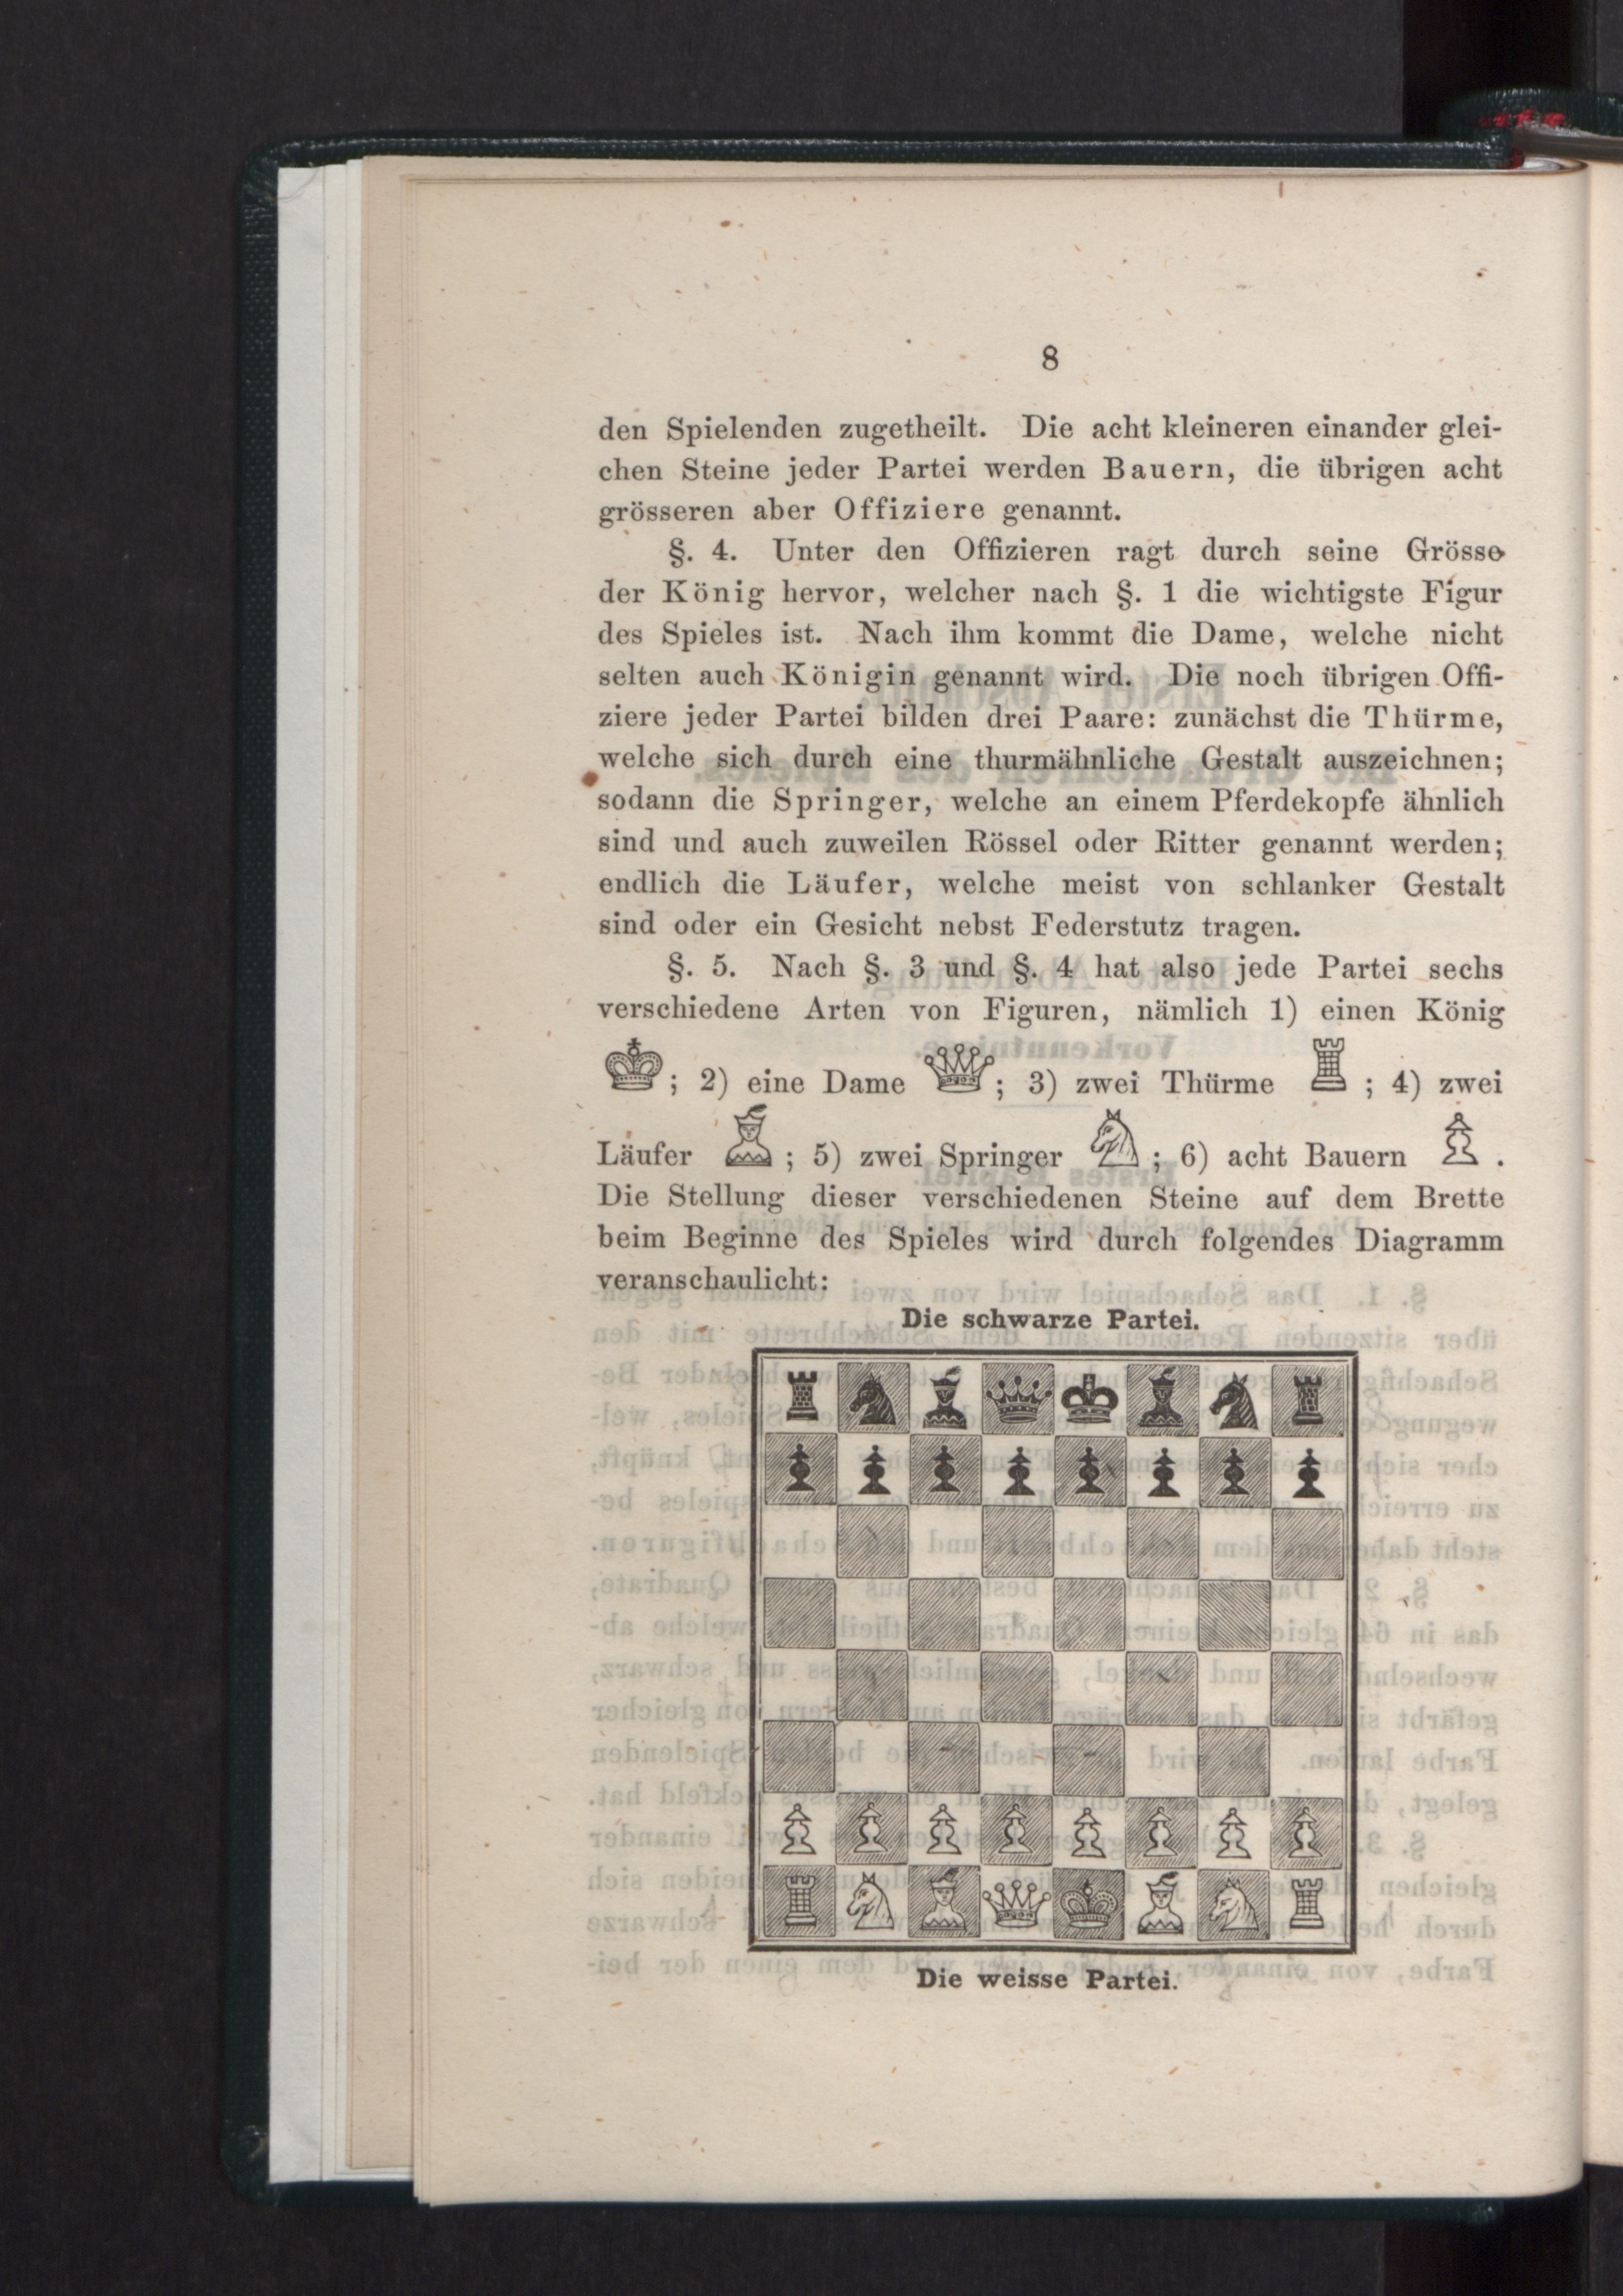 8
den Spielenden zugetheilt. Die acht kleineren einander glei-
chen Steine jeder Partei werden Bauern, die übrigen acht
grösseren aber Offiziere genannt.
§. 4. Unter den Offizieren ragt durch seine Grösse
der König hervor, welcher nach §. 1 die wichtigste Figur
des Spieles ist. Nach ihm kommt die Dame, welche nicht
selten auch Königin genannt wird. Die noch übrigen Offi-
ziere jeder Partei bilden drei Paare: zunächst die Thürme,
welche sich durch eine thurmähnliche Gestalt auszeichnen;
sodann die Springer, welche an einem Pferdekopfe ähnlich
sind und auch zuweilen Rössel oder Ritter genannt werden;
endlich die Läufer, welche meist von schlanker Gestalt
sind oder ein Gesicht nebst Federstutz tragen.
§. 5. Nach §. 3 und §. 4 hat also jede Partei sechs
verschiedene Arten von Figuren, nämlich 1) einen König
; 2) eine Dame ; 3) zwei Thürme ; 4) zwei
Läufer ; 5) zwei Springer ; 6) acht Bauern .
Die Stellung dieser verschiedenen Steine auf dem Brette
beim Beginne des Spieles wird durch folgendes Diagramm
veranschaulicht:
Die schwarze Partei.
Die weisse Partei.